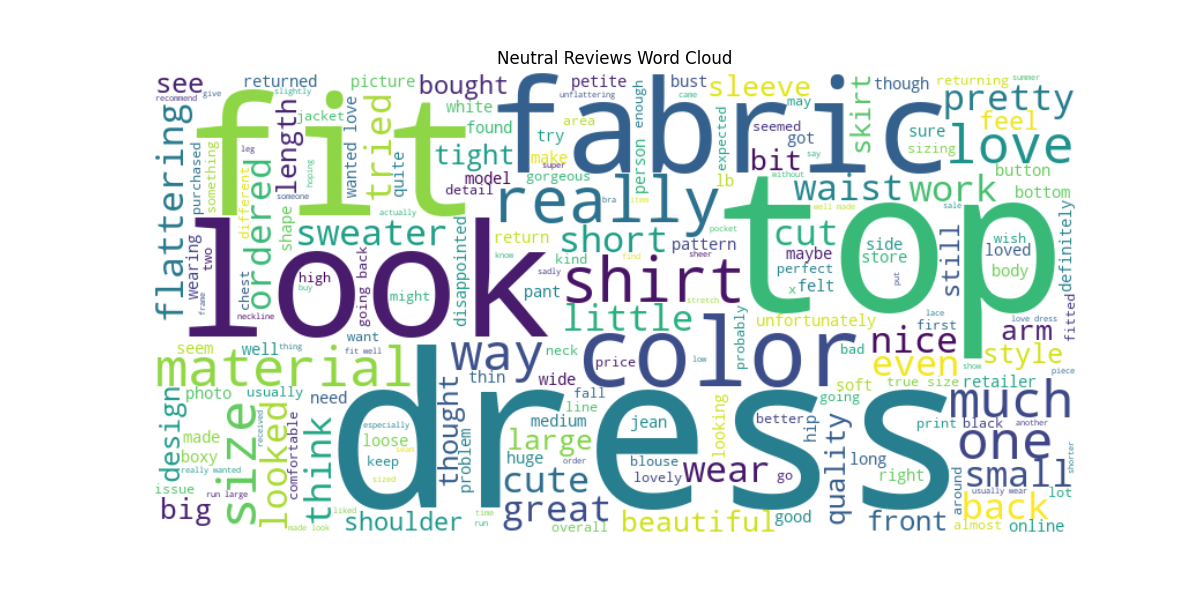 Neutral Reviews Word Cloud
see
recommend
give
returned
slightly
picture
bought
petite
unflattering
bust
came
sleeve
though
returning
summer
fit
fabric
pretty
jacket
length
tried
wanted love
white
found
tight
quite
model
detail
area
try
make
super
gorgeous
person enough
expected
lb
may
seemed
got
say
bit
without
skirt
sure
sizing
feel
love
button
bottom
flattering
purchased
something
different
leg
someone
hoping
ordered
shape
actually
really
bra
item
waist
well made
work
sale
sweater
return
know
kind
short
pattern
pocket
sheer
cut
maybe
perfect
x
felt
side
store
put
still
wish
loved
body
definitely
top
wearing
two
frame
chest
neckline
high
buy
look
going back
might
disappointed
sadly
pant
find
shirt
stretch
little
probably
unfortunately
first
lace
love dress
arm
fitted
nice
want
fit well
seem
well
thing
way
neck
color
price
low
bad
even
style
show
piece
material
photo
usually
need
thin
wide
fall
line
soft
going
true size
retailer
much
design
made
boxy
size
received
looked
comfortable
think
especially
loose
keep
sized
dress
thought
problem
medium
large
huge
order
jean
blouse
lovely
looking
wear
better
go
hip
quality
long
right
print
black
another
one
shorter
small
issue
really wanted
run large
big
made look
liked
shoulder
cute
great
time
run
overall
beautiful
good
front
around
usually wear
lot
back
almost
online